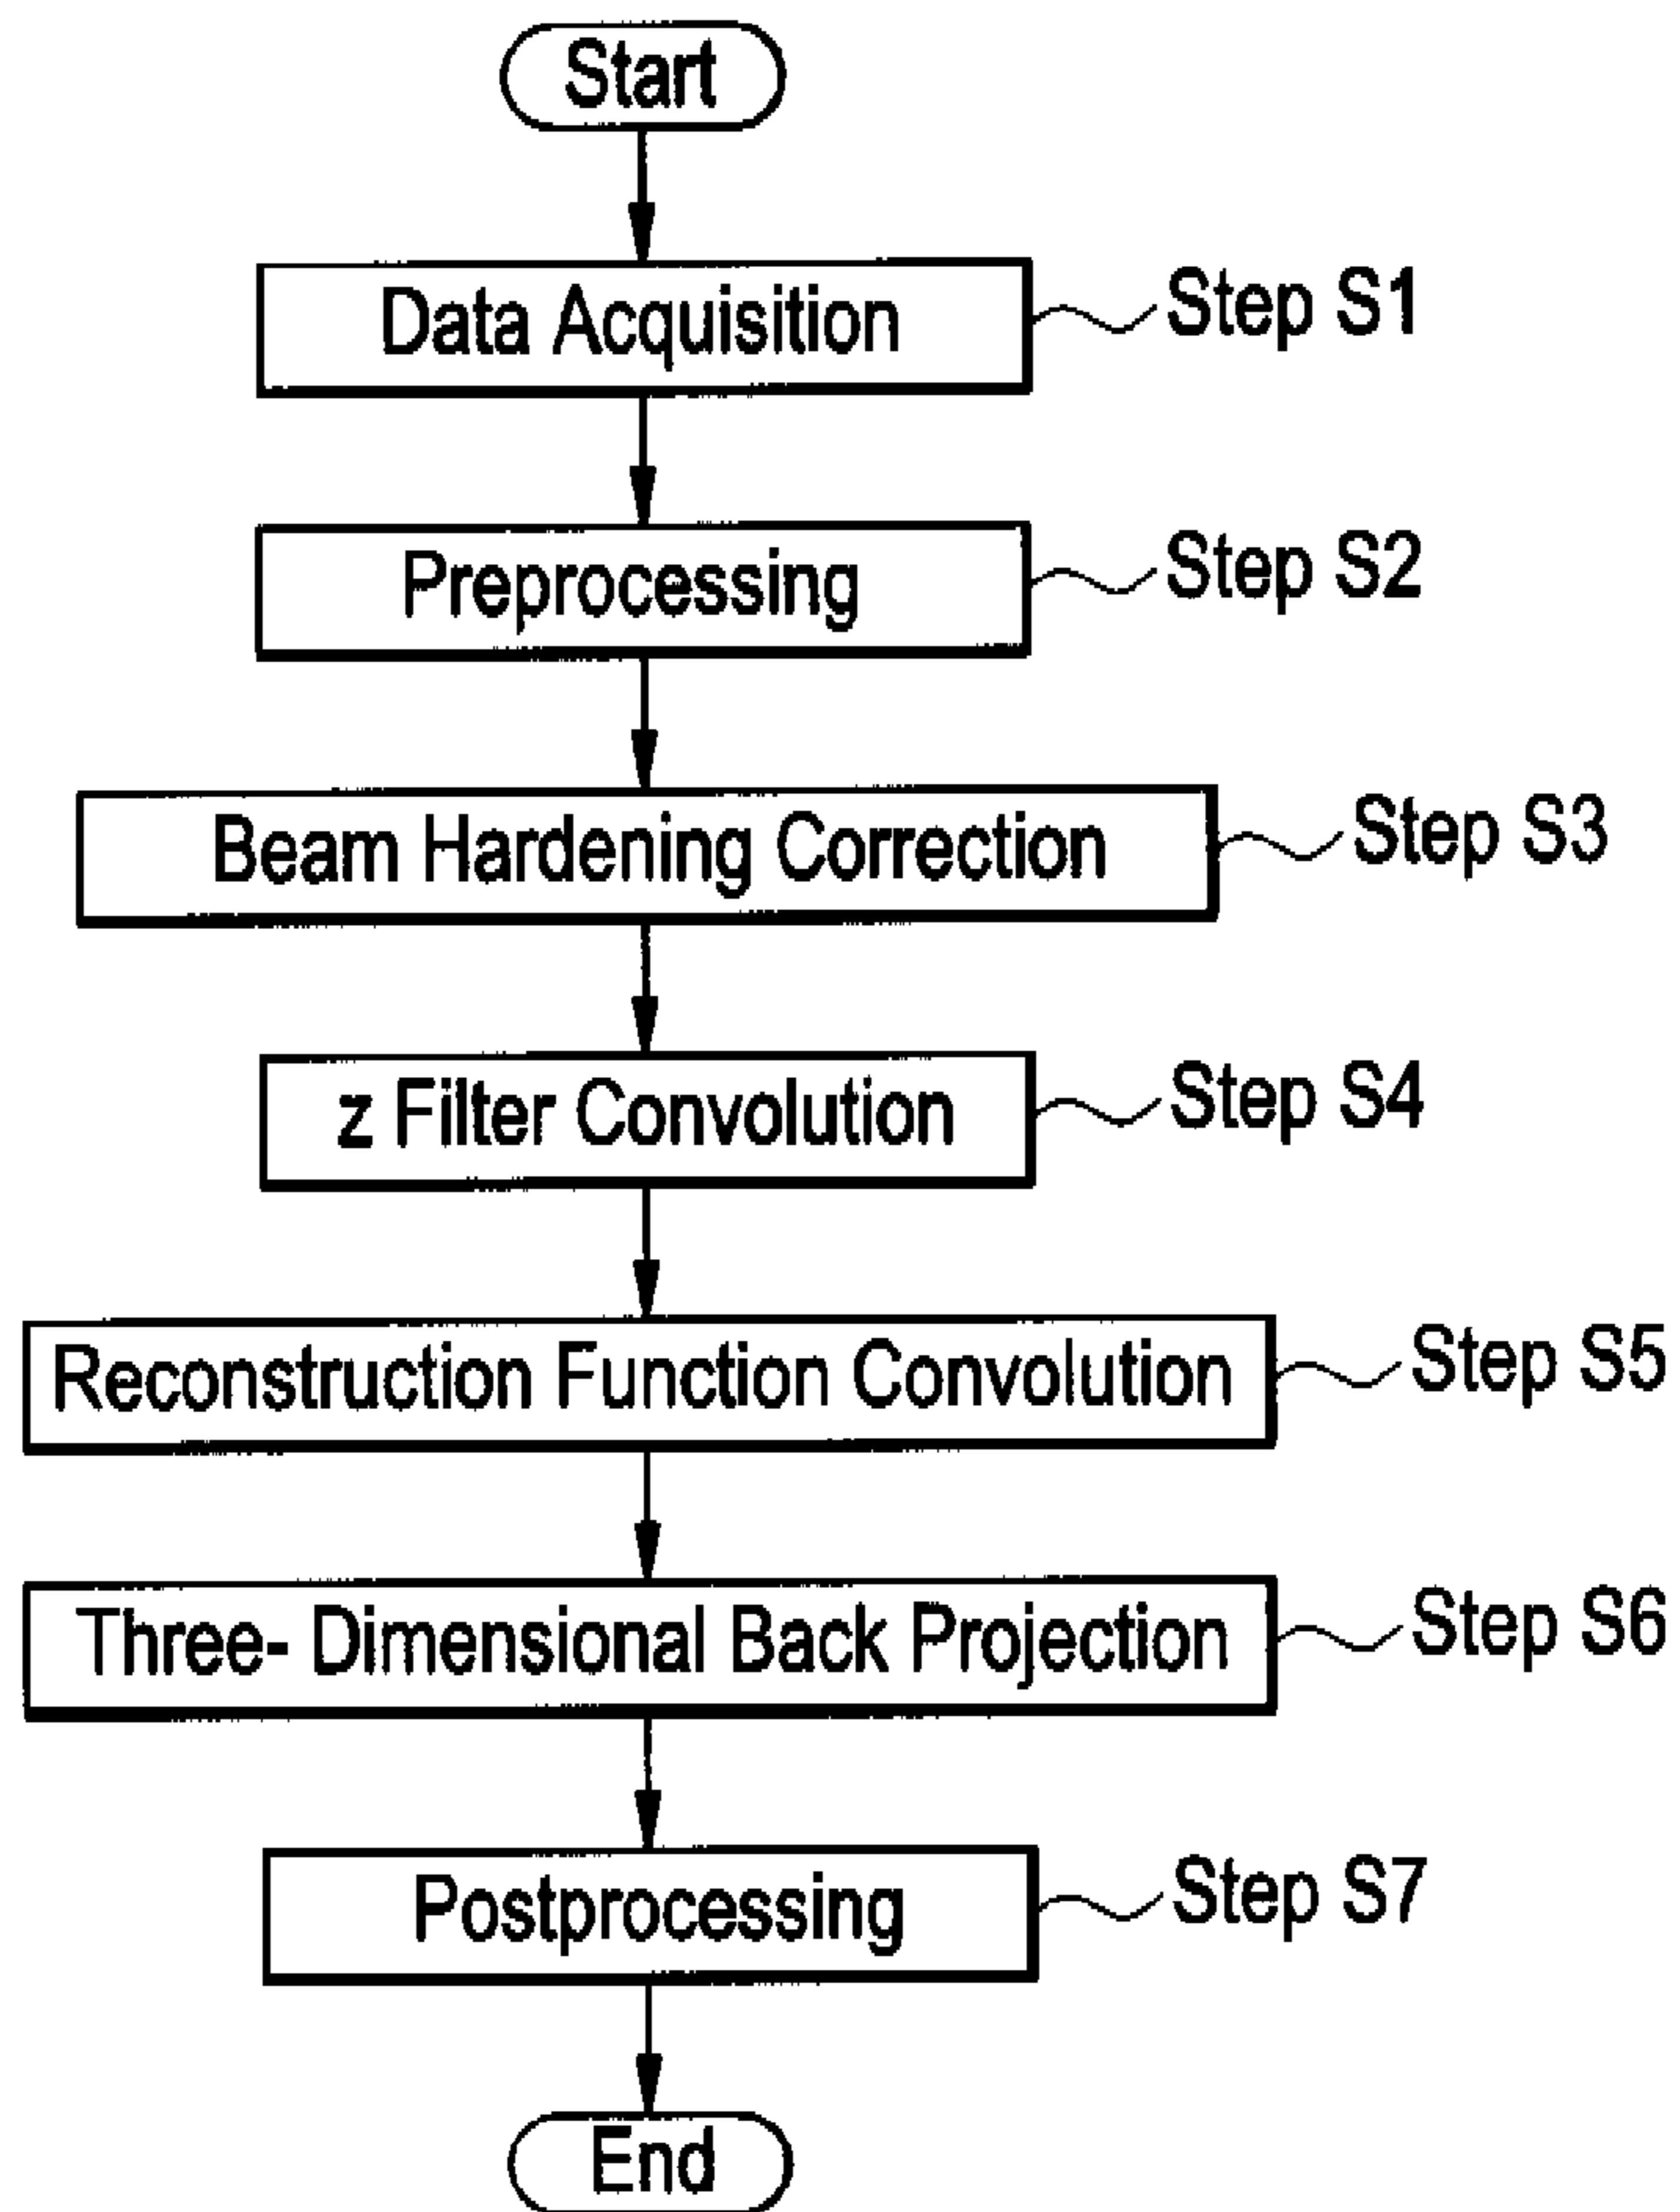 Start
Data Acquisition
Step S1
Preprocessing
Step S2
Beam Hardening Correction
Step S3
z Filter Convolution
Step S4
Reconstruction Function Convolution
Step S5
Three- Dimensional Back Projection
Step S6
Postprocessing
Step S7
End